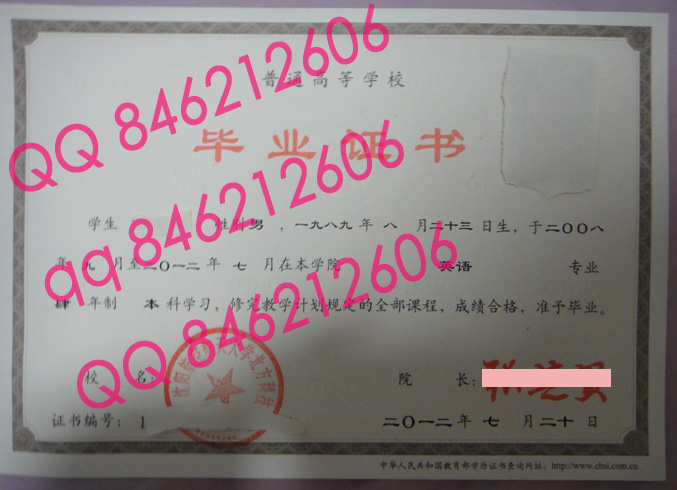 普通高等学校
毕业证书
QQ 846212606
学生 性别 男 ，一九八九 年 八 月 二十三 日生，于 二〇〇八
qq 846212606
年 九 月至 二〇一二 年 七 月在本学院 英语 专业
肆 年制 本 科学习，修完教学计划规定的全部课程，成绩合格，准予毕业。
QQ 846212606
校 名： 院 长：
证书编号： 1 二〇一二 年 七 月 二十 日
中华人民共和国教育部学历证书查询网址：http://www.chsi.com.cn